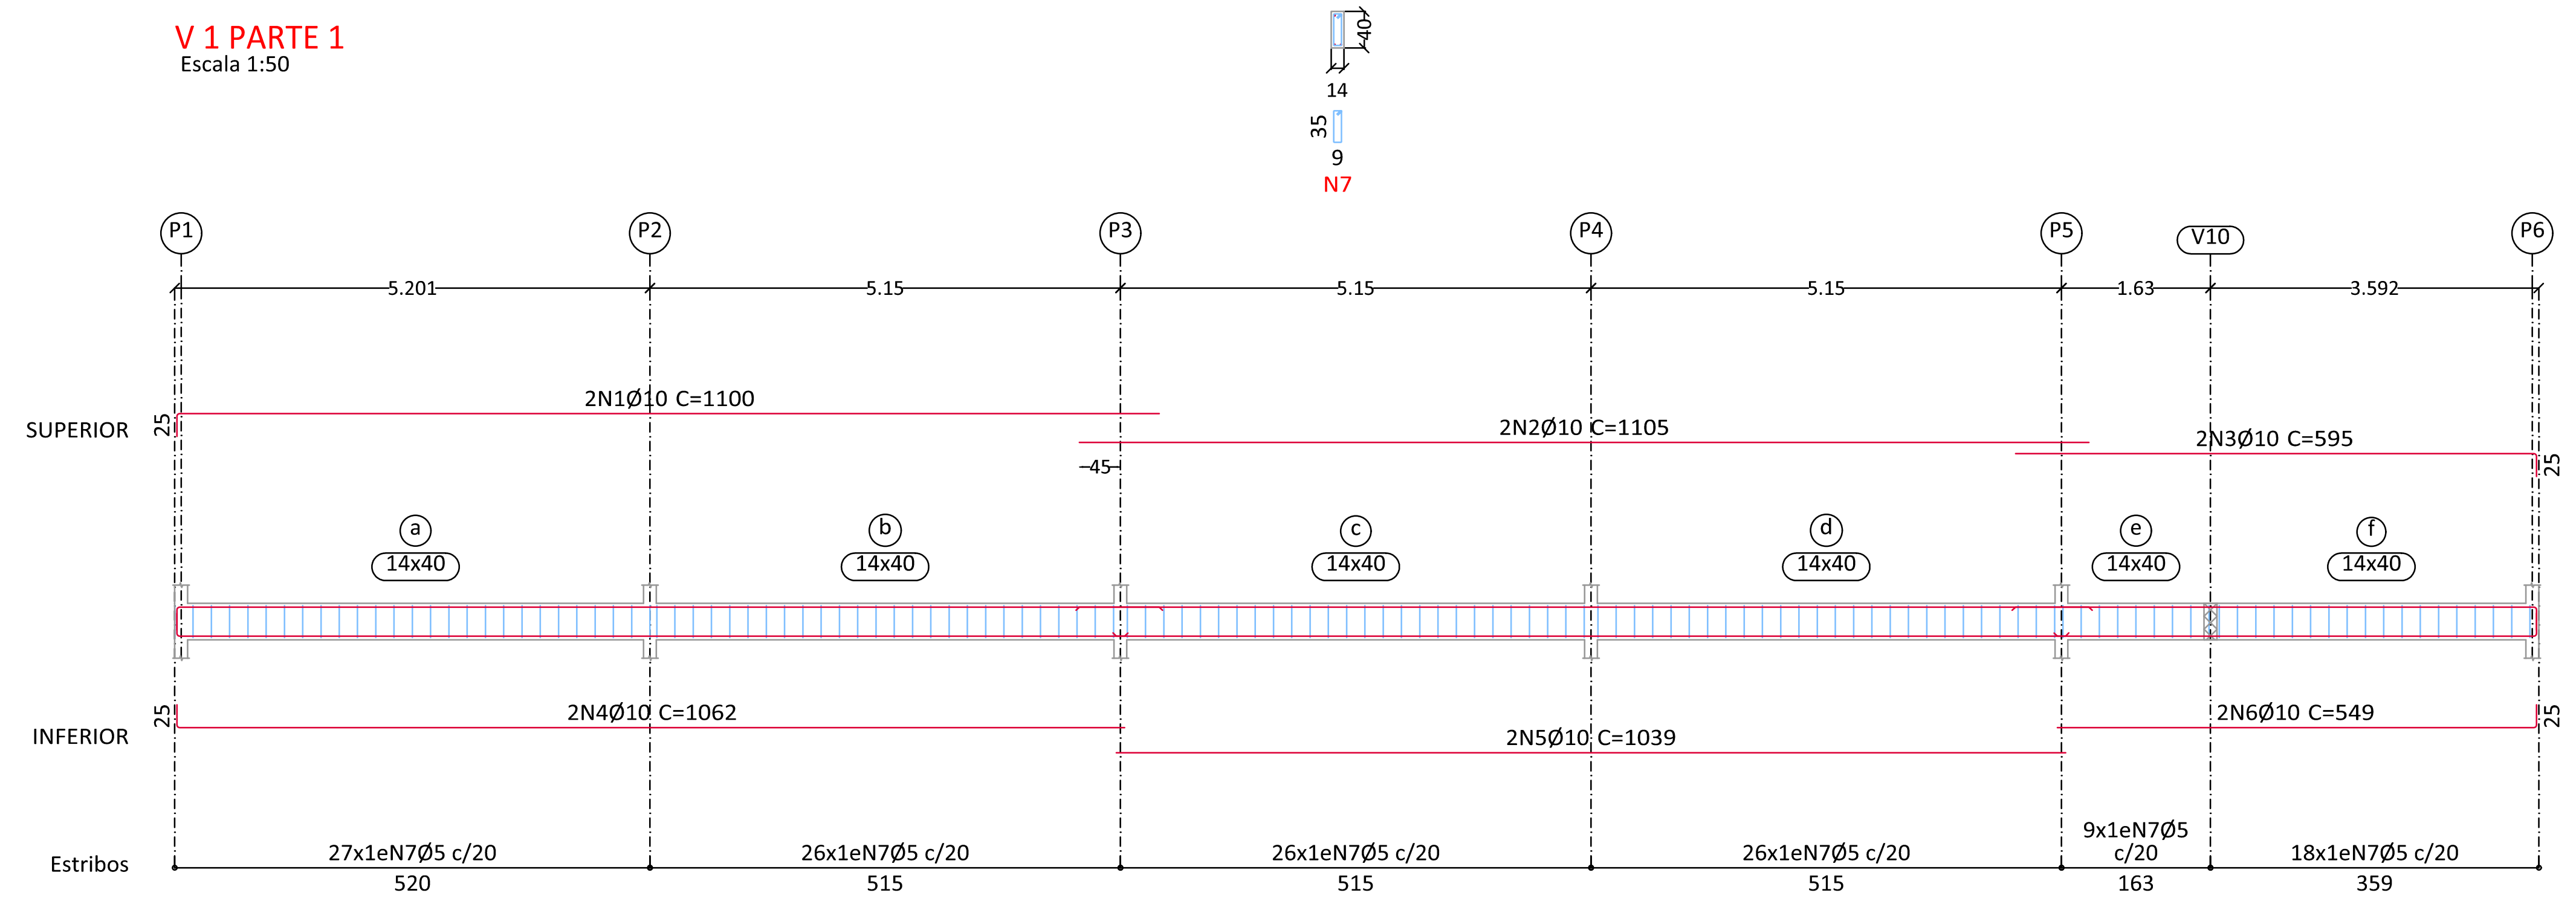 V 1 PARTE 1
Escala 1:50
40
14
35
9
N7
P1 P2 P3 P4 P5 V10 P6
5.201 5.15 5.15 5.15 1.63 3.592
SUPERIOR
25 2N1Ø10 C=1100
2N2Ø10 C=1105
2N3Ø10 C=595 25
45
a b c d e f
14x40 14x40 14x40 14x40 14x40 14x40
INFERIOR
25 2N4Ø10 C=1062
2N5Ø10 C=1039
2N6Ø10 C=549 25
Estribos
27x1eN7Ø5 c/20
520
26x1eN7Ø5 c/20
515
26x1eN7Ø5 c/20
515
26x1eN7Ø5 c/20
515
9x1eN7Ø5
c/20
163
18x1eN7Ø5 c/20
359